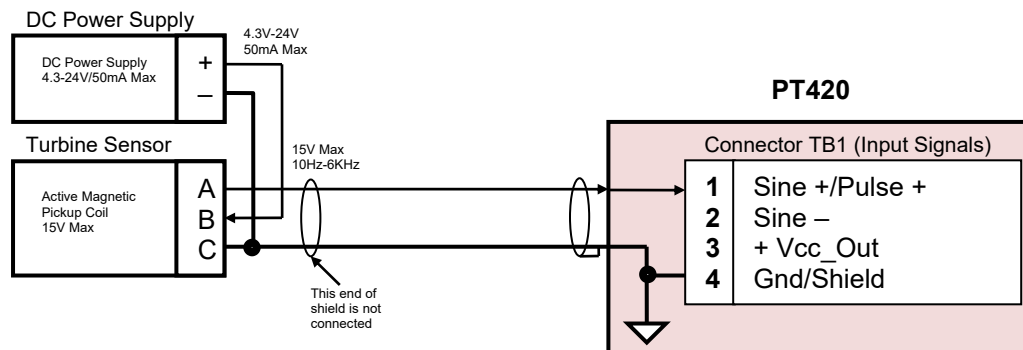 DC Power Supply
DC Power Supply
4.3-24V/50mA Max
+
–
4.3V-24V
50mA Max
Turbine Sensor
Active Magnetic
Pickup Coil
15V Max
A
B
C
15V Max
10Hz-6KHz
This end of
shield is not
connected
PT420
Connector TB1 (Input Signals)
1 Sine +/Pulse +
2 Sine –
3 + Vcc_Out
4 Gnd/Shield